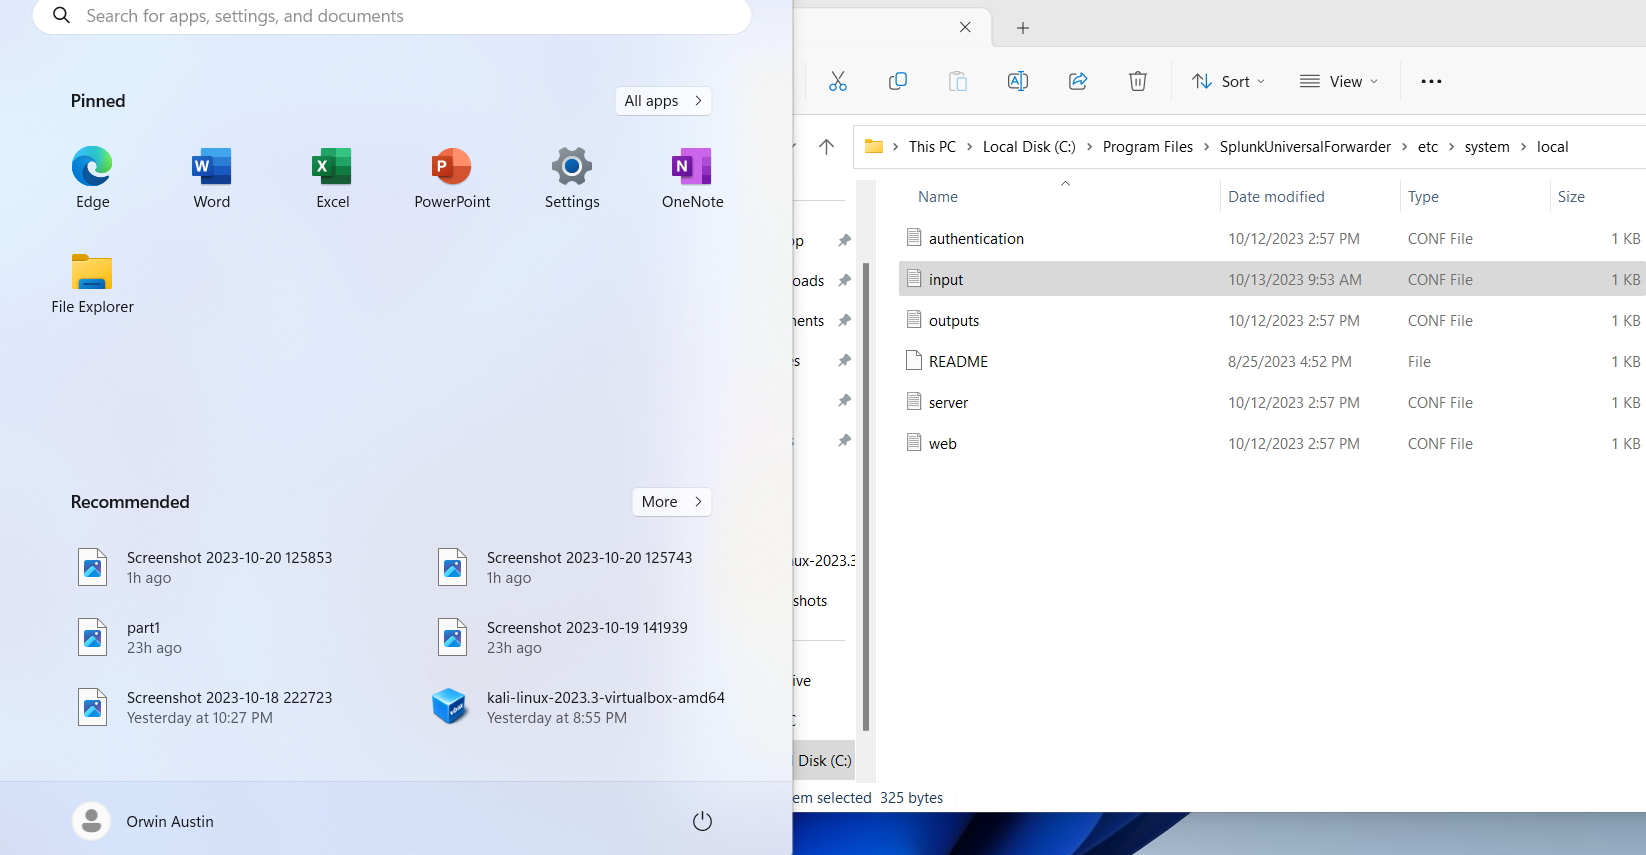 Search for apps, settings, and documents
Pinned
All apps
Edge
Word
Excel
PowerPoint
Settings
OneNote
File Explorer
Recommended
More
Screenshot 2023-10-20 125853
1h ago
Screenshot 2023-10-20 125743
1h ago
part1
23h ago
Screenshot 2023-10-19 141939
23h ago
Screenshot 2023-10-18 222723
Yesterday at 10:27 PM
kali-linux-2023.3-virtualbox-amd64
Yesterday at 8:55 PM
Orwin Austin
Sort
View
This PC > Local Disk (C:) > Program Files > SplunkUniversalForwarder > etc > system > local
Name Date modified Type Size
authentication 10/12/2023 2:57 PM CONF File 1 KB
input 10/13/2023 9:53 AM CONF File 1 KB
outputs 10/12/2023 2:57 PM CONF File 1 KB
README 8/25/2023 4:52 PM File 1 KB
server 10/12/2023 2:57 PM CONF File 1 KB
web 10/12/2023 2:57 PM CONF File 1 KB
op
oads
nents
es
s
ux-2023.3
shots
ive
C
Disk (C:)
em selected 325 bytes